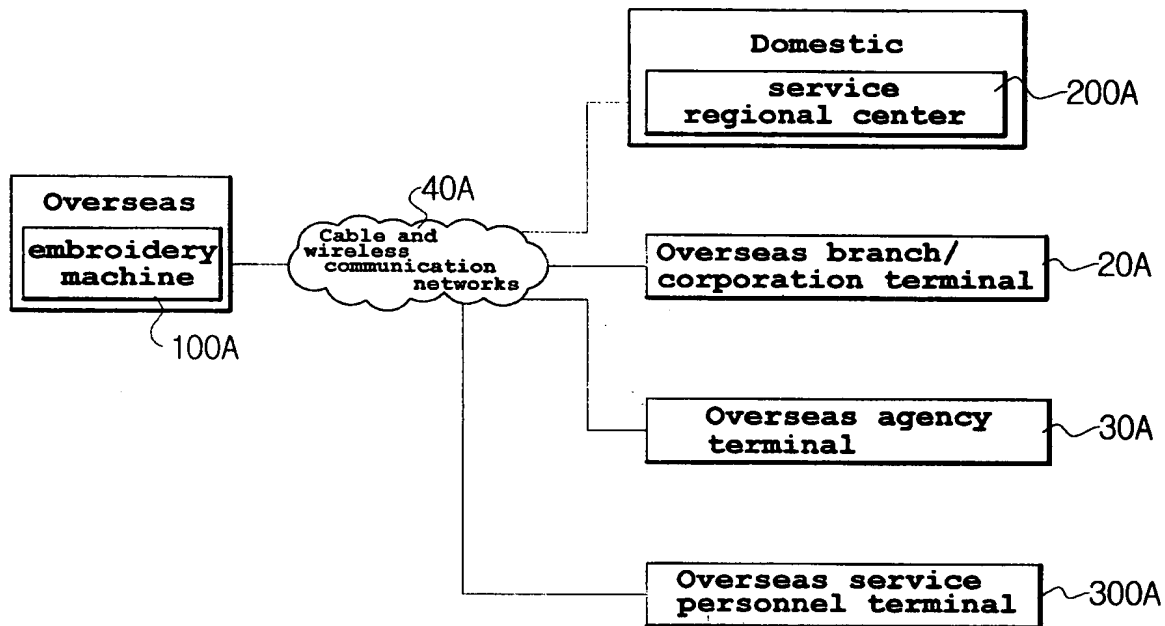 Domestic
service
regional center
200A
Overseas
embroidery
machine
100A
40A
Cable and
wireless
communication
networks
Overseas branch/
corporation terminal
20A
Overseas agency
terminal
30A
Overseas service
personnel terminal
300A